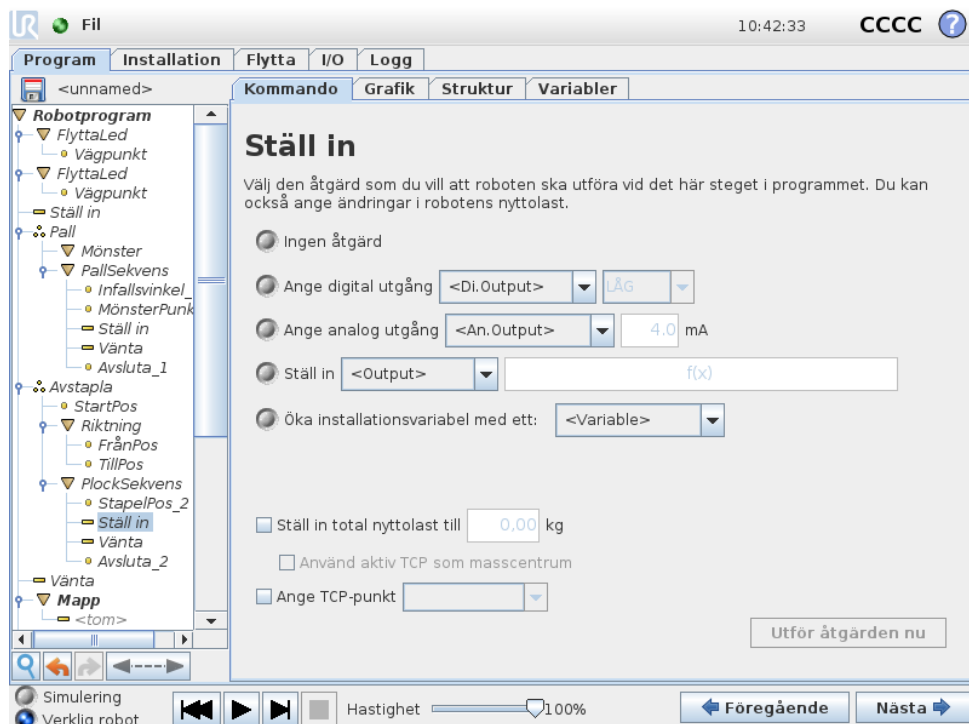 UR Fil 10:42:33 CCCC ?
Program Installation Flytta I/O Logg
<unnamed> Kommando Grafik Struktur Variabler
Robotprogram
FlyttaLed
Vägpunkt
FlyttaLed
Vägpunkt
Ställ in
Pall
Mönster
PallSekvens
Infallsvinkel_
MönsterPunk
Ställ in
Vänta
Avsluta_1
Avstapla
StartPos
Riktning
FrånPos
TillPos
PlockSekvens
StapelPos_2
Ställ in
Vänta
Avsluta_2
Vänta
Mapp
<tom>
Ställ in
Välj den åtgärd som du vill att roboten ska utföra vid det här steget i programmet. Du kan
också ange ändringar i robotens nyttolast.
Ingen åtgärd
Ange digital utgång <Di.Output> LÅG
Ange analog utgång <An.Output> 4.0 mA
Ställ in <Output> f(x)
Öka installationsvariabel med ett: <Variable>
Ställ in total nyttolast till 0,00 kg
Använd aktiv TCP som masscentrum
Ange TCP-punkt
Utför åtgärden nu
Simulering
Verklig robot
Hastighet 100%
Föregående Nästa